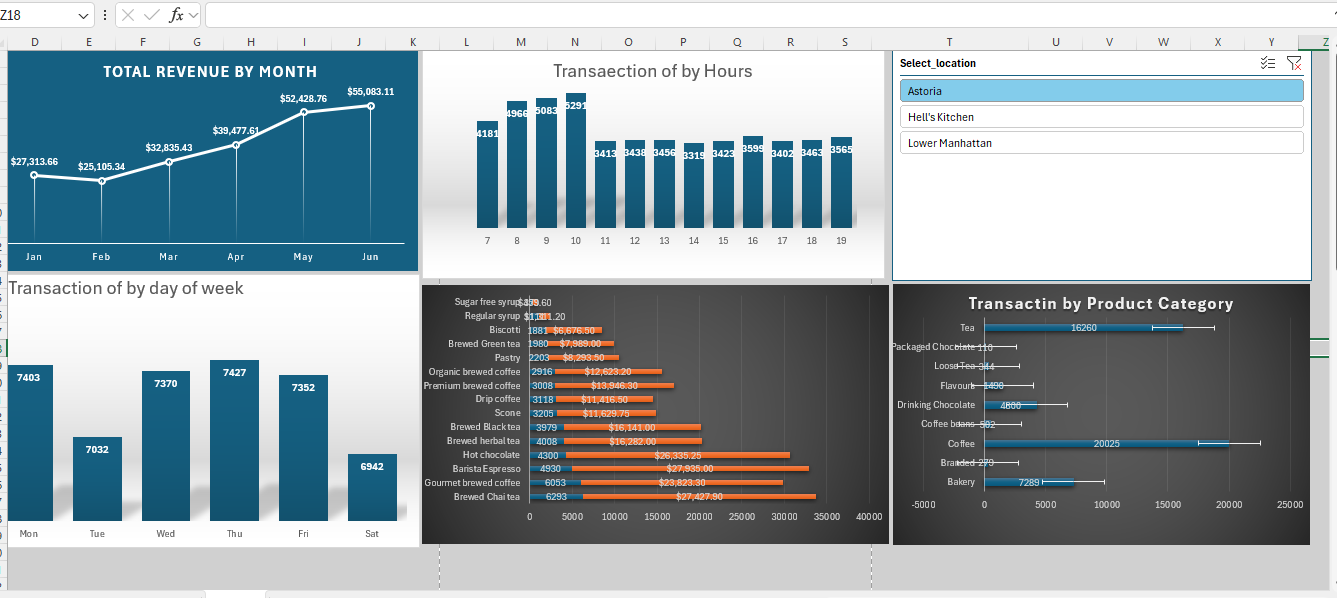 Z18
fx
D E F G H I J K L M N O P Q R S T U V W X Y Z
TOTAL REVENUE BY MONTH
$27,313.66 $25,105.34 $32,835.43 $39,477.61 $52,428.76 $55,083.11
Jan Feb Mar Apr May Jun
Transaection of by Hours
4181 4966 5083 5291 3413 3438 3456 3319 3423 3599 3402 3463 3565
7 8 9 10 11 12 13 14 15 16 17 18 19
Select_location
Astoria
Hell's Kitchen
Lower Manhattan
Transaction of by day of week
7403 7032 7370 7427 7352 6942
Mon Tue Wed Thu Fri Sat
Sugar free syrup
Regular syrup
Biscotti 1881 $6,676.50
Brewed Green tea 1980 $7,989.00
Pastry 2203 $8,293.50
Organic brewed coffee 2916 $12,623.20
Premium brewed coffee 3008 $13,946.30
Drip coffee 3118 $11,416.50
Scone 3205 $11,629.75
Brewed Black tea 3979 $16,141.00
Brewed herbal tea 4008 $16,282.00
Hot chocolate 4300 $26,335.25
Barista Espresso 4930 $27,935.00
Gourmet brewed coffee 6053 $23,823.30
Brewed Chai tea 6293 $27,427.90
0 5000 10000 15000 20000 25000 30000 35000 40000
Transactin by Product Category
Tea 16260
Packaged Chocolate 110
Loose Tea 344
Flavours 1490
Drinking Chocolate 4800
Coffee beans 502
Coffee 20025
Branded 279
Bakery 7289
-5000 0 5000 10000 15000 20000 25000